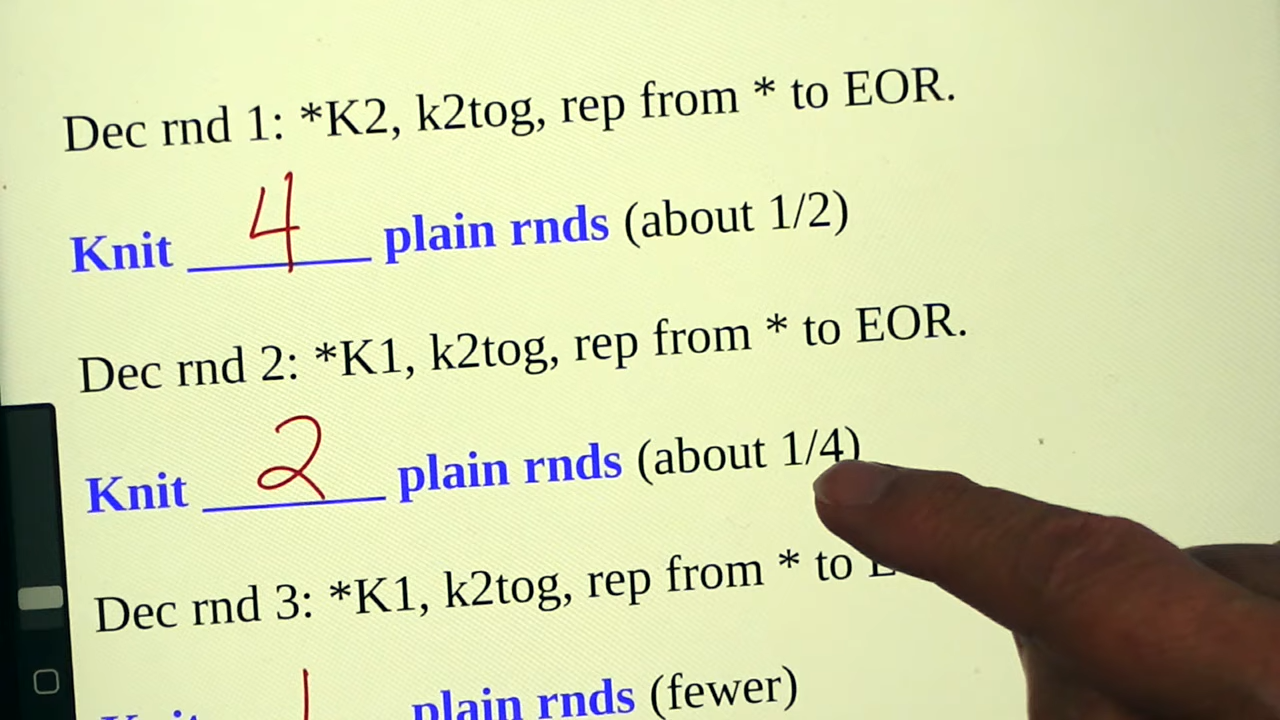 Dec rnd 1: *K2, k2tog, rep from * to EOR.
Knit 4 plain rnds (about 1/2)
Dec rnd 2: *K1, k2tog, rep from * to EOR.
Knit 2 plain rnds (about 1/4)
Dec rnd 3: *K1, k2tog, rep from * to
Knit 1 plain rnds (fewer)